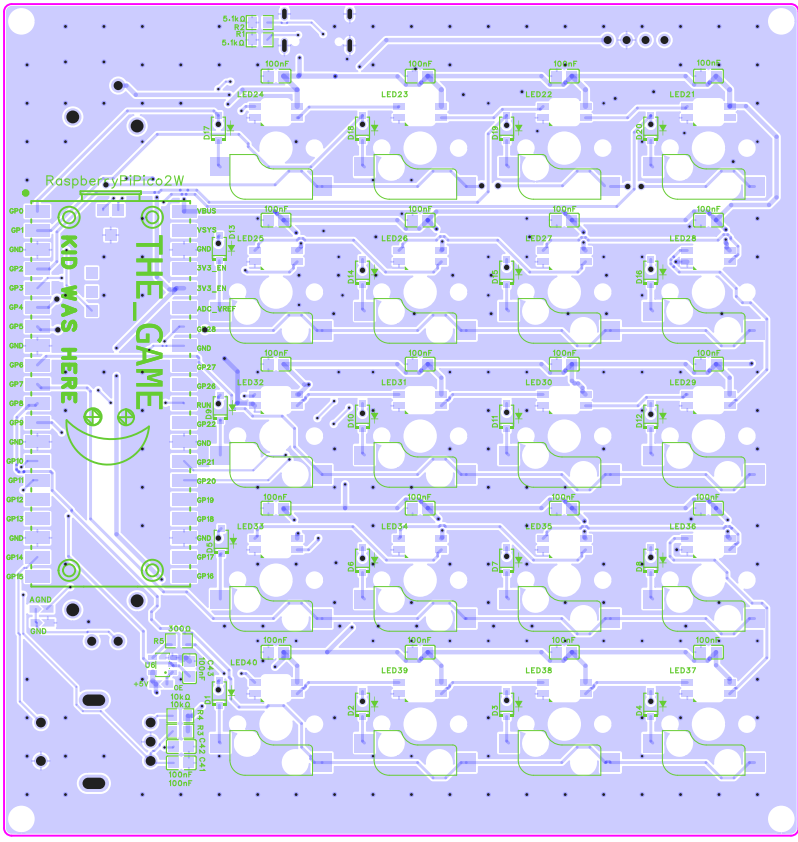 5.1kΩ
R2
R1
5.1kΩ
100nF 100nF 100nF 100nF
LED24 LED23 LED22 LED21
D17 D18 D19 D20
RaspberryPiPico2W
GP0 VBUS
GP1 VSYS
GND GND
GP2 3V3_EN
GP3 3V3_EN
GP4 ADC_VREF
GP5 GP28
GND GND
GP6 GP27
GP7 GP26
GP8 RUN
GP9 GP22
GND GND
GP10 GP21
GP11 GP20
GP12 GP19
GP13 GP18
GND GND
GP14 GP17
GP15 GP16
KID WAS HERE
THE_GAME
100nF 100nF 100nF 100nF
LED25 LED26 LED27 LED28
D13 D14 D15 D16
100nF 100nF 100nF
LED32 LED31 LED30 LED29
D10 D11 D12
100nF 100nF 100nF 100nF
LED33 LED34 LED35 LED36
D6 D7 D8
AGND
GND
300Ω
R5
100nF 100nF 100nF 100nF
LED40 LED39 LED38 LED37
+5V
OE
C43
100nF
D2 D3 D4
10kΩ
10kΩ
R4
R3
C42
C41
100nF
100nF